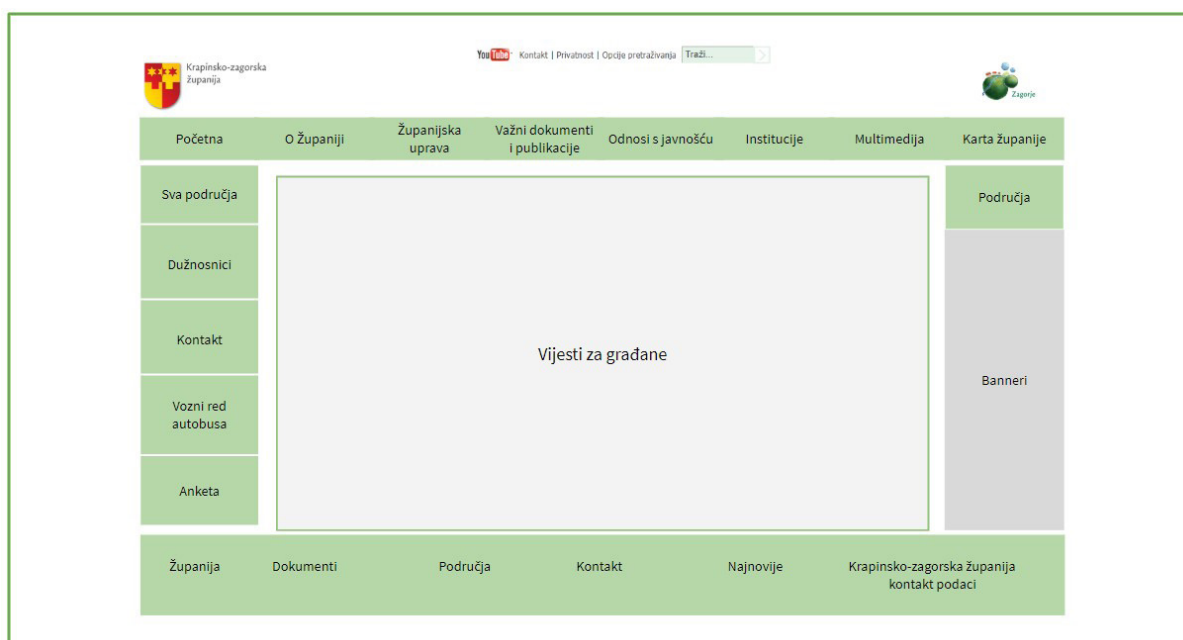 Krapinsko-zagorska
županija
YouTube Kontakt | Privatnost | Opcije pretraživanja Traži...
Zagorje
Početna
O Županiji
Županijska
uprava
Važni dokumenti
i publikacije
Odnosi s javnošću
Institucije
Multimedija
Karta županije
Sva područja
Dužnosnici
Kontakt
Vozni red
autobusa
Anketa
Vijesti za građane
Područja
Banneri
Županija
Dokumenti
Područja
Kontakt
Najnovije
Krapinsko-zagorska županija
kontakt podaci